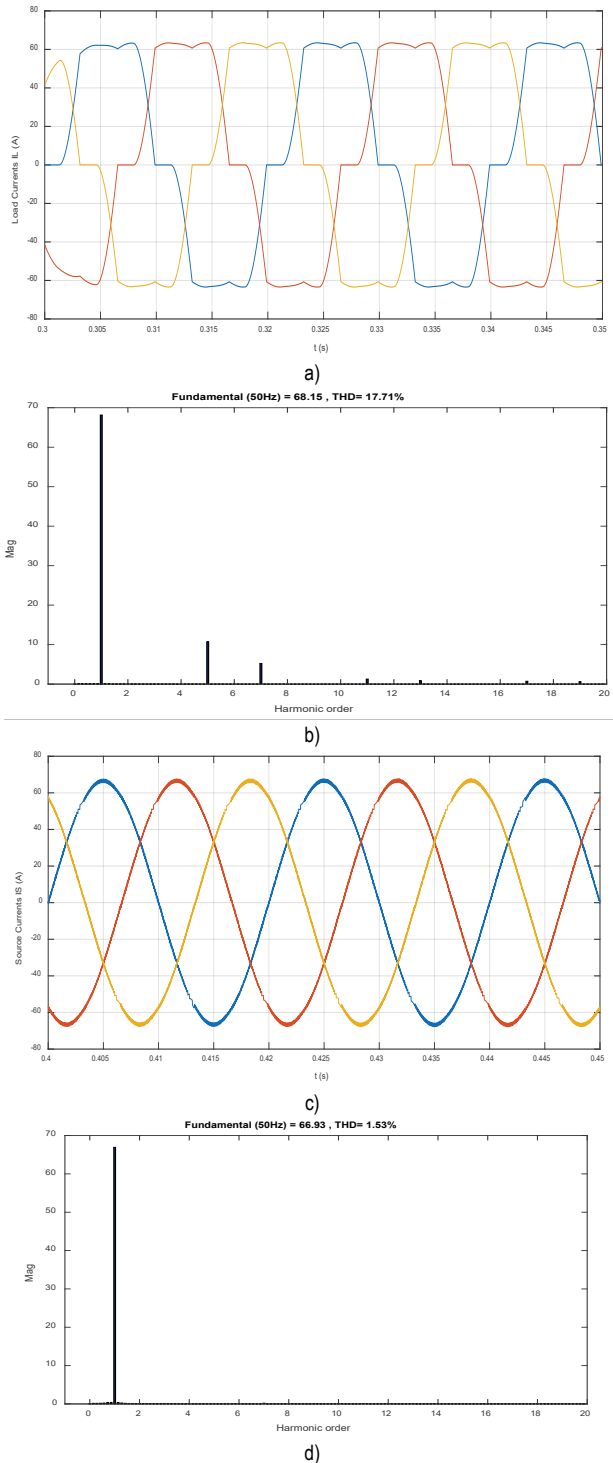 80
60
40
20
0
-20
-40
-60
-80
Load Currents IL (A)
0.3 0.305 0.31 0.315 0.32 0.325 0.33 0.335 0.34 0.345 0.35
t (s)
a)
Fundamental (50Hz) = 68.15 , THD= 17.71%
70
60
50
40
30
20
10
0
Mag
0 2 4 6 8 10 12 14 16 18 20
Harmonic order
b)
80
60
40
20
0
-20
-40
-60
-80
Source Currents IS (A)
0.4 0.405 0.41 0.415 0.42 0.425 0.43 0.435 0.44 0.445 0.45
t (s)
c)
Fundamental (50Hz) = 66.93 , THD= 1.53%
70
60
50
40
30
20
10
0
Mag
0 2 4 6 8 10 12 14 16 18 20
Harmonic order
d)